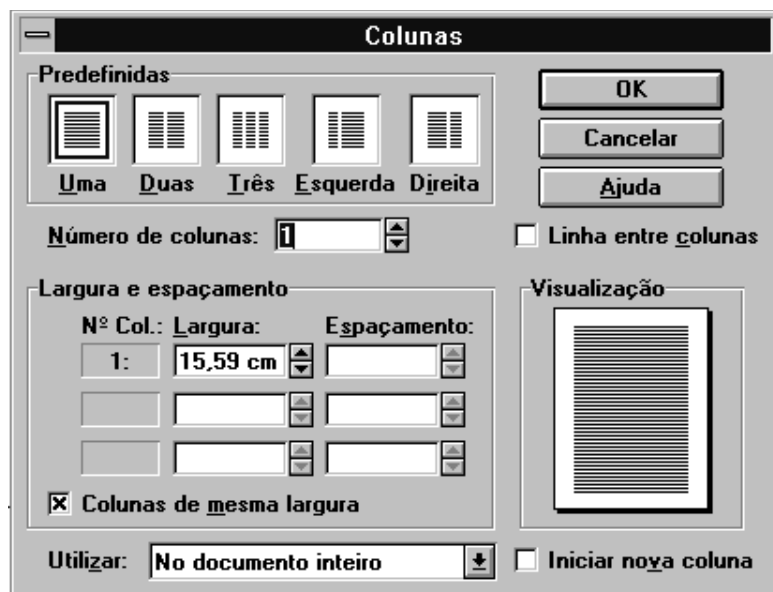 Colunas
Predefinidas
Uma Duas Três Esquerda Direita
OK
Cancelar
Ajuda
Número de colunas: 1
Linha entre colunas
Largura e espaçamento
Nº Col.: Largura: Espaçamento:
1: 15,59 cm
Colunas de mesma largura
Visualização
Utilizar: No documento inteiro
Iniciar nova coluna